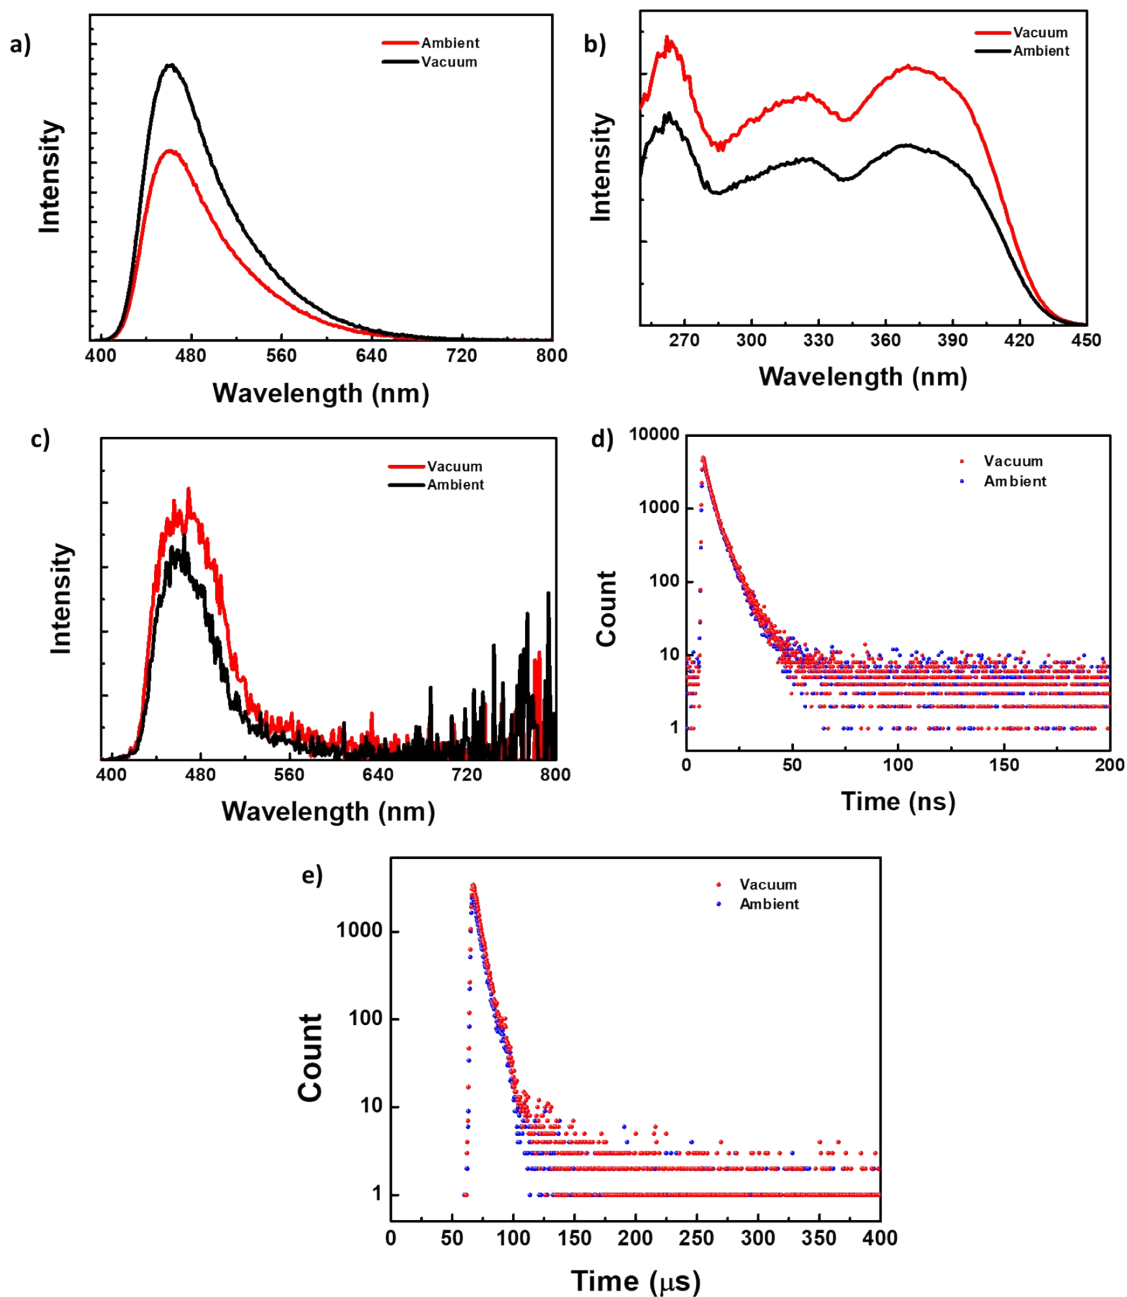 a)
Ambient
Vacuum
Intensity
400 480 560 640 720 800
Wavelength (nm)
b)
Vacuum
Ambient
Intensity
270 300 330 360 390 420 450
Wavelength (nm)
c)
Vacuum
Ambient
Intensity
400 480 560 640 720 800
Wavelength (nm)
d)
10000
1000
100
10
1
Vacuum
Ambient
Count
0 50 100 150 200
Time (ns)
e)
1000
100
10
1
Vacuum
Ambient
Count
0 50 100 150 200 250 300 350 400
Time (μs)